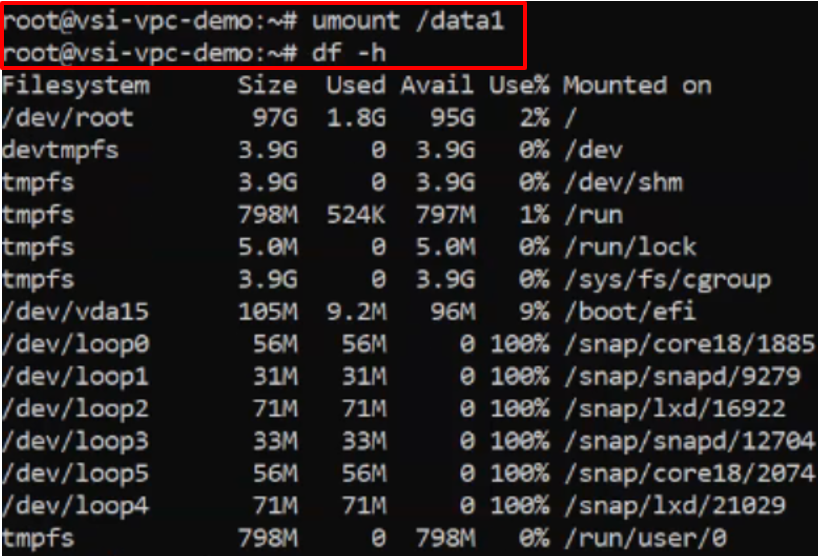 root@vsi-vpc-demo:~# umount /data1
root@vsi-vpc-demo:~# df -h
Filesystem      Size  Used Avail Use% Mounted on
/dev/root        97G  1.8G   95G   2% /
devtmpfs        3.9G     0  3.9G   0% /dev
tmpfs           3.9G     0  3.9G   0% /dev/shm
tmpfs           798M  524K  797M   1% /run
tmpfs           5.0M     0  5.0M   0% /run/lock
tmpfs           3.9G     0  3.9G   0% /sys/fs/cgroup
/dev/vda15      105M  9.2M   96M   9% /boot/efi
/dev/loop0       56M   56M     0 100% /snap/core18/1885
/dev/loop1       31M   31M     0 100% /snap/snapd/9279
/dev/loop2       71M   71M     0 100% /snap/lxd/16922
/dev/loop3       33M   33M     0 100% /snap/snapd/12704
/dev/loop5       56M   56M     0 100% /snap/core18/2074
/dev/loop4       71M   71M     0 100% /snap/lxd/21029
tmpfs           798M     0  798M   0% /run/user/0